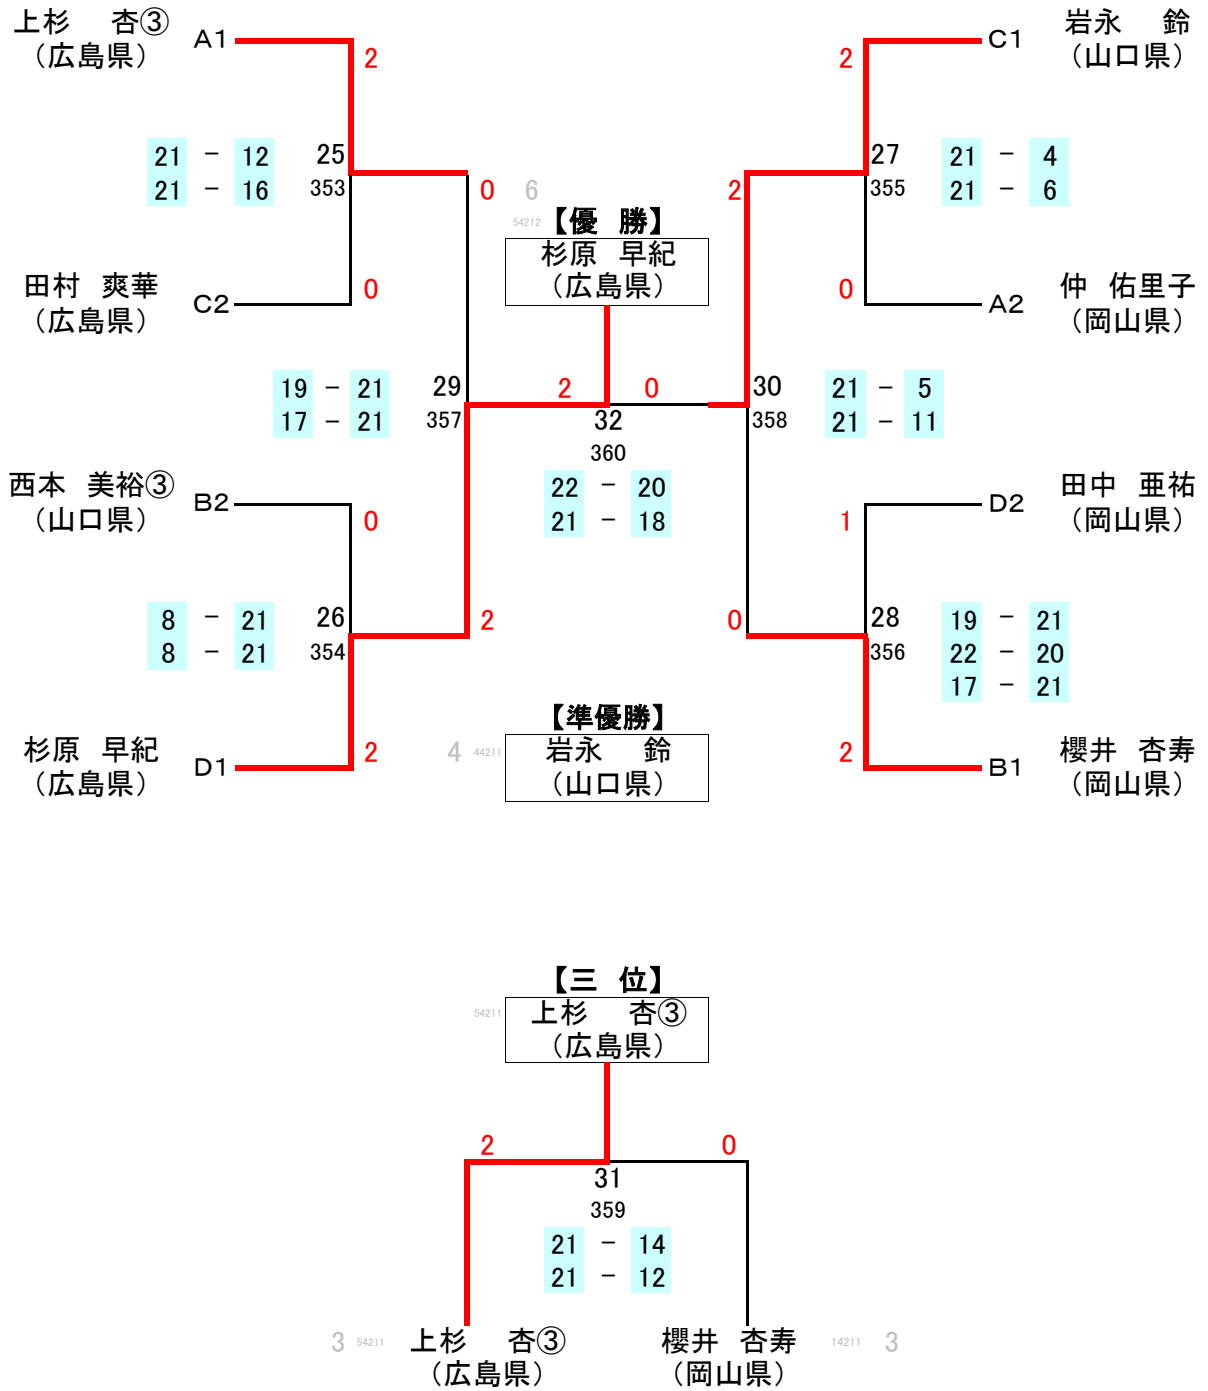 上杉　杏③
（広島県）
A1
2
2
C1
岩永　鈴
（山口県）
21 － 12
21 － 16
25
353
27
355
21 － 4
21 － 6
0
6
54212
【優 勝】
杉原 早紀
（広島県）
2
田村 爽華
（広島県）
C2
0
0
A2
仲 佑里子
（岡山県）
19 － 21
17 － 21
29
357
2
0
32
360
22 － 20
21 － 18
30
358
21 － 5
21 － 11
西本 美裕③
（山口県）
B2
0
1
D2
田中 亜祐
（岡山県）
8 － 21
8 － 21
26
354
2
0
28
356
19 － 21
22 － 20
17 － 21
杉原 早紀
（広島県）
D1
2
4
44211
【準優勝】
岩永　鈴
（山口県）
2
B1
櫻井 杏寿
（岡山県）
【三 位】
54211
上杉　杏③
（広島県）
2
0
31
359
21 － 14
21 － 12
3
54211
上杉　杏③
（広島県）
櫻井 杏寿
（岡山県）
14211
3